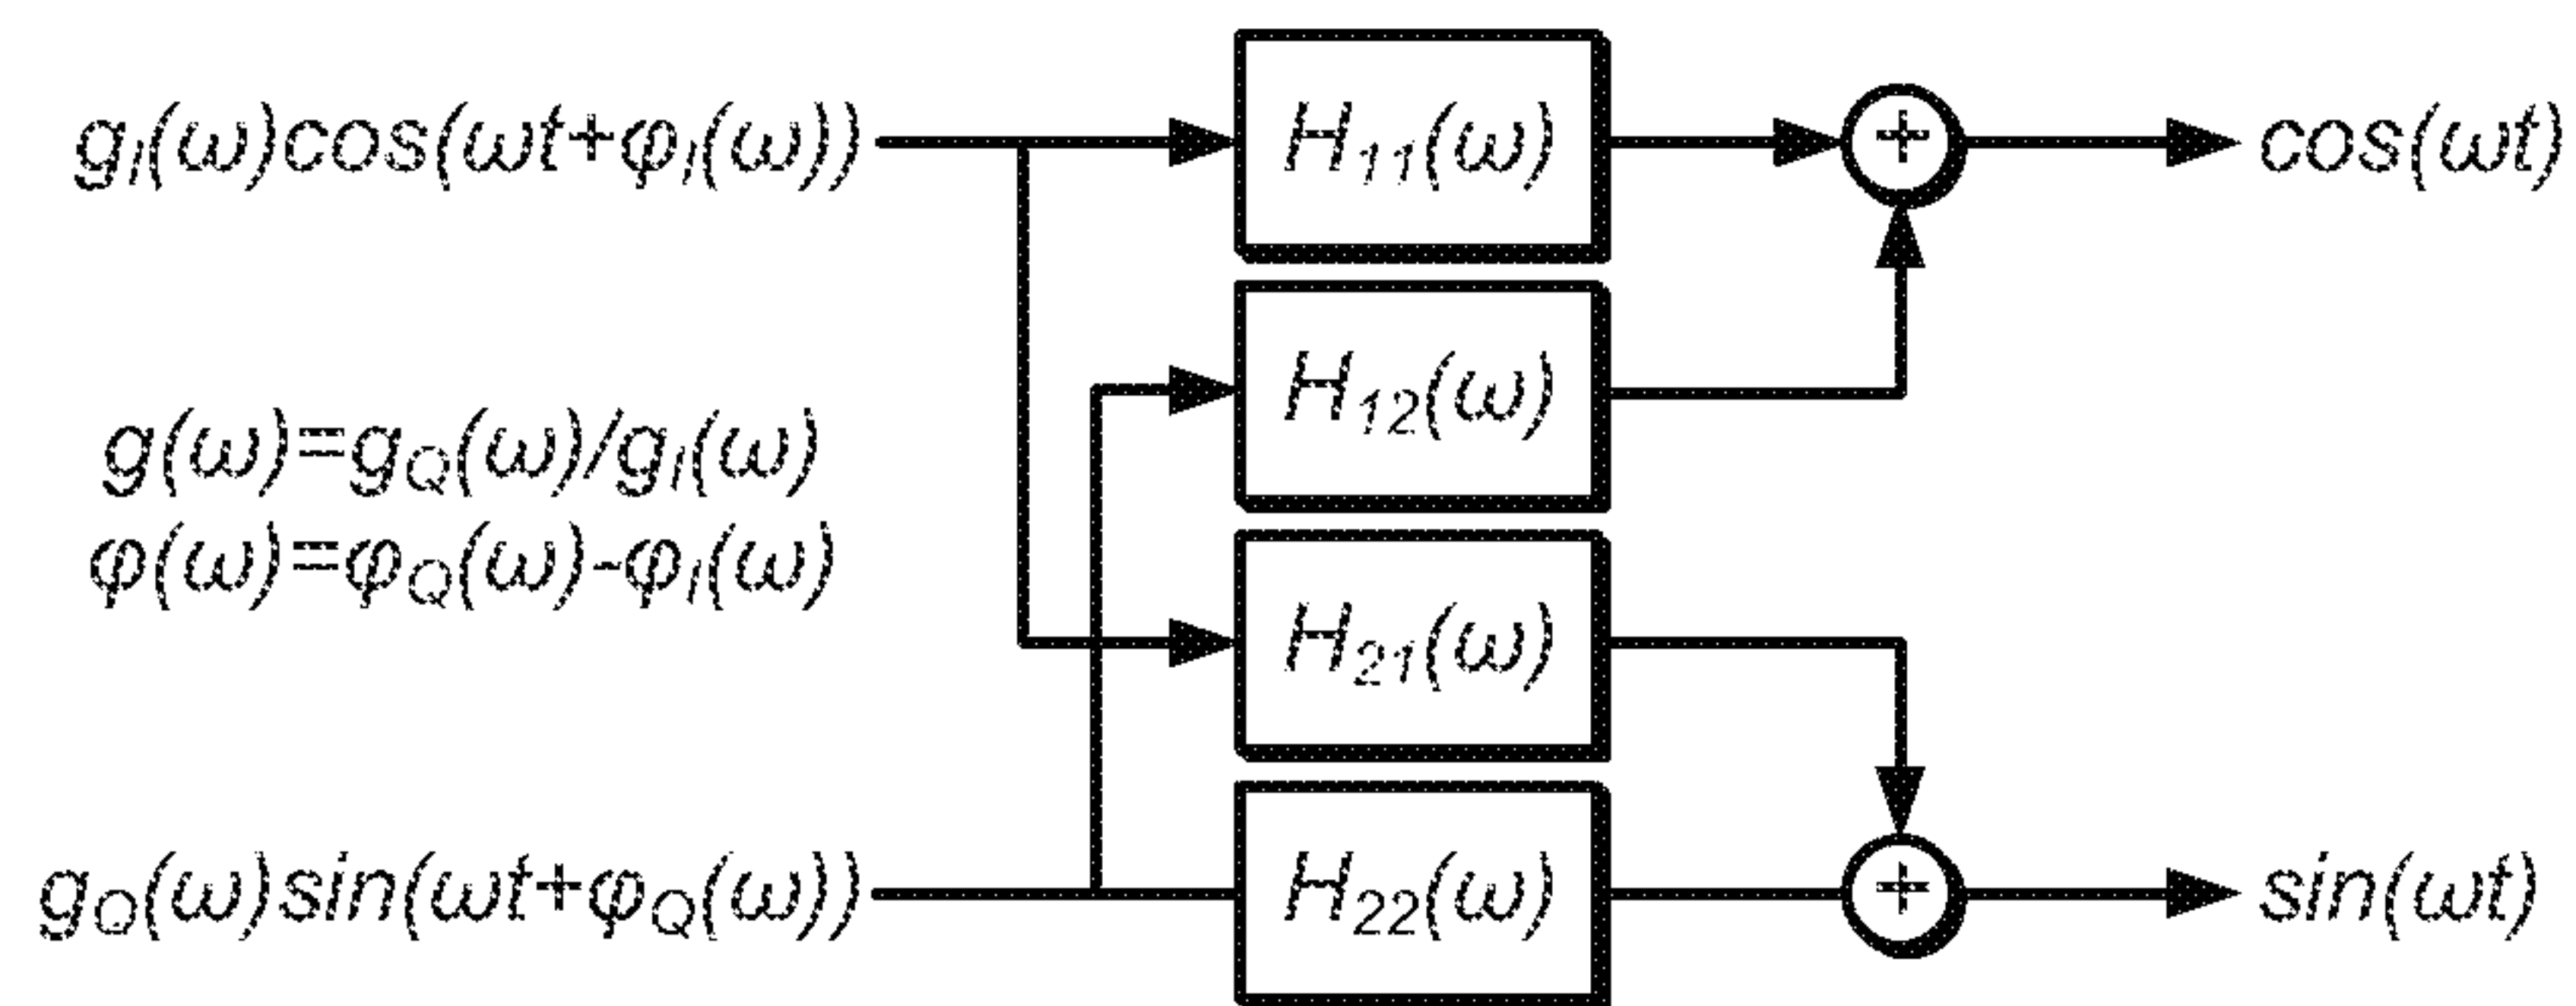 g_I(ω)cos(ωt+φ_I(ω))
H_11(ω)
+
cos(ωt)
H_12(ω)
g(ω)=g_Q(ω)/g_I(ω)
φ(ω)=φ_Q(ω)-φ_I(ω)
H_21(ω)
g_Q(ω)sin(ωt+φ_Q(ω))
H_22(ω)
+
sin(ωt)